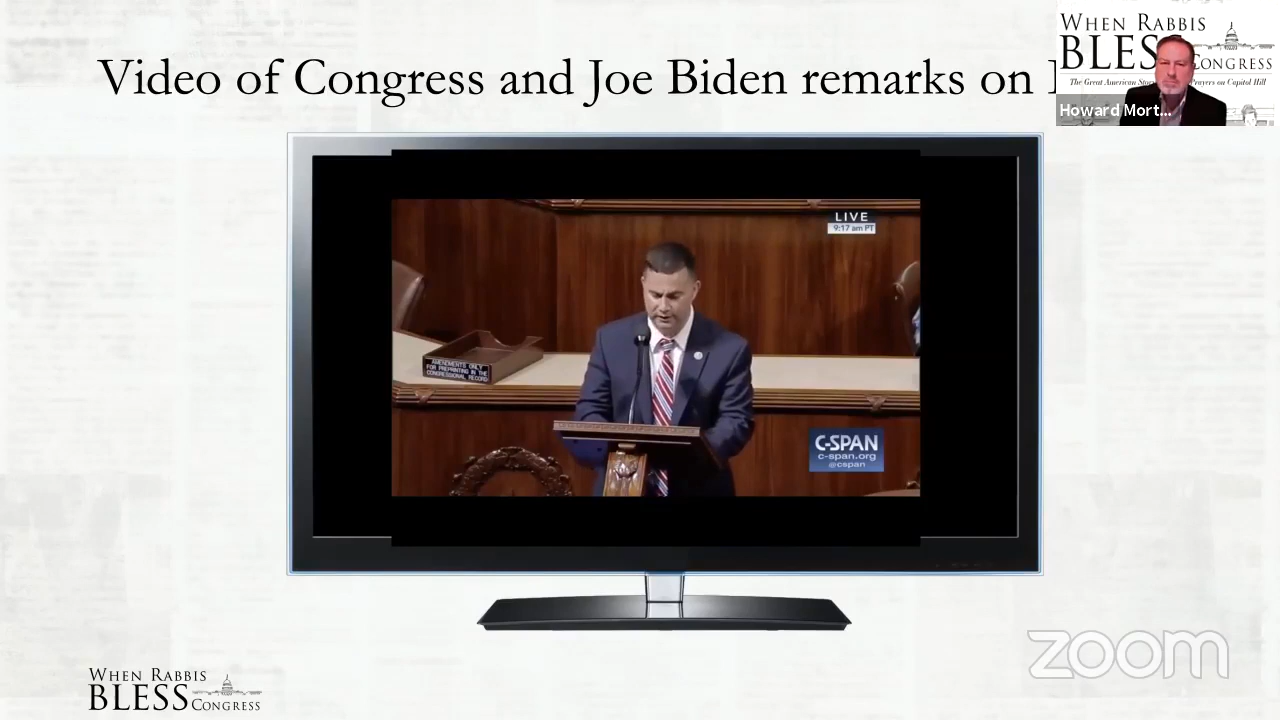 Video of Congress and Joe Biden remarks on
WHEN RABBIS
BLESS
CONGRESS
The Great American Story
Prayers on Capitol Hill
Howard Mort...
LIVE
9:17 am PT
AMENDMENTS ONLY
FOR PREPRINTING IN THE
CONGRESSIONAL RECORD
C-SPAN
c-span.org
@cspan
WHEN RABBIS
BLESS CONGRESS
zoom